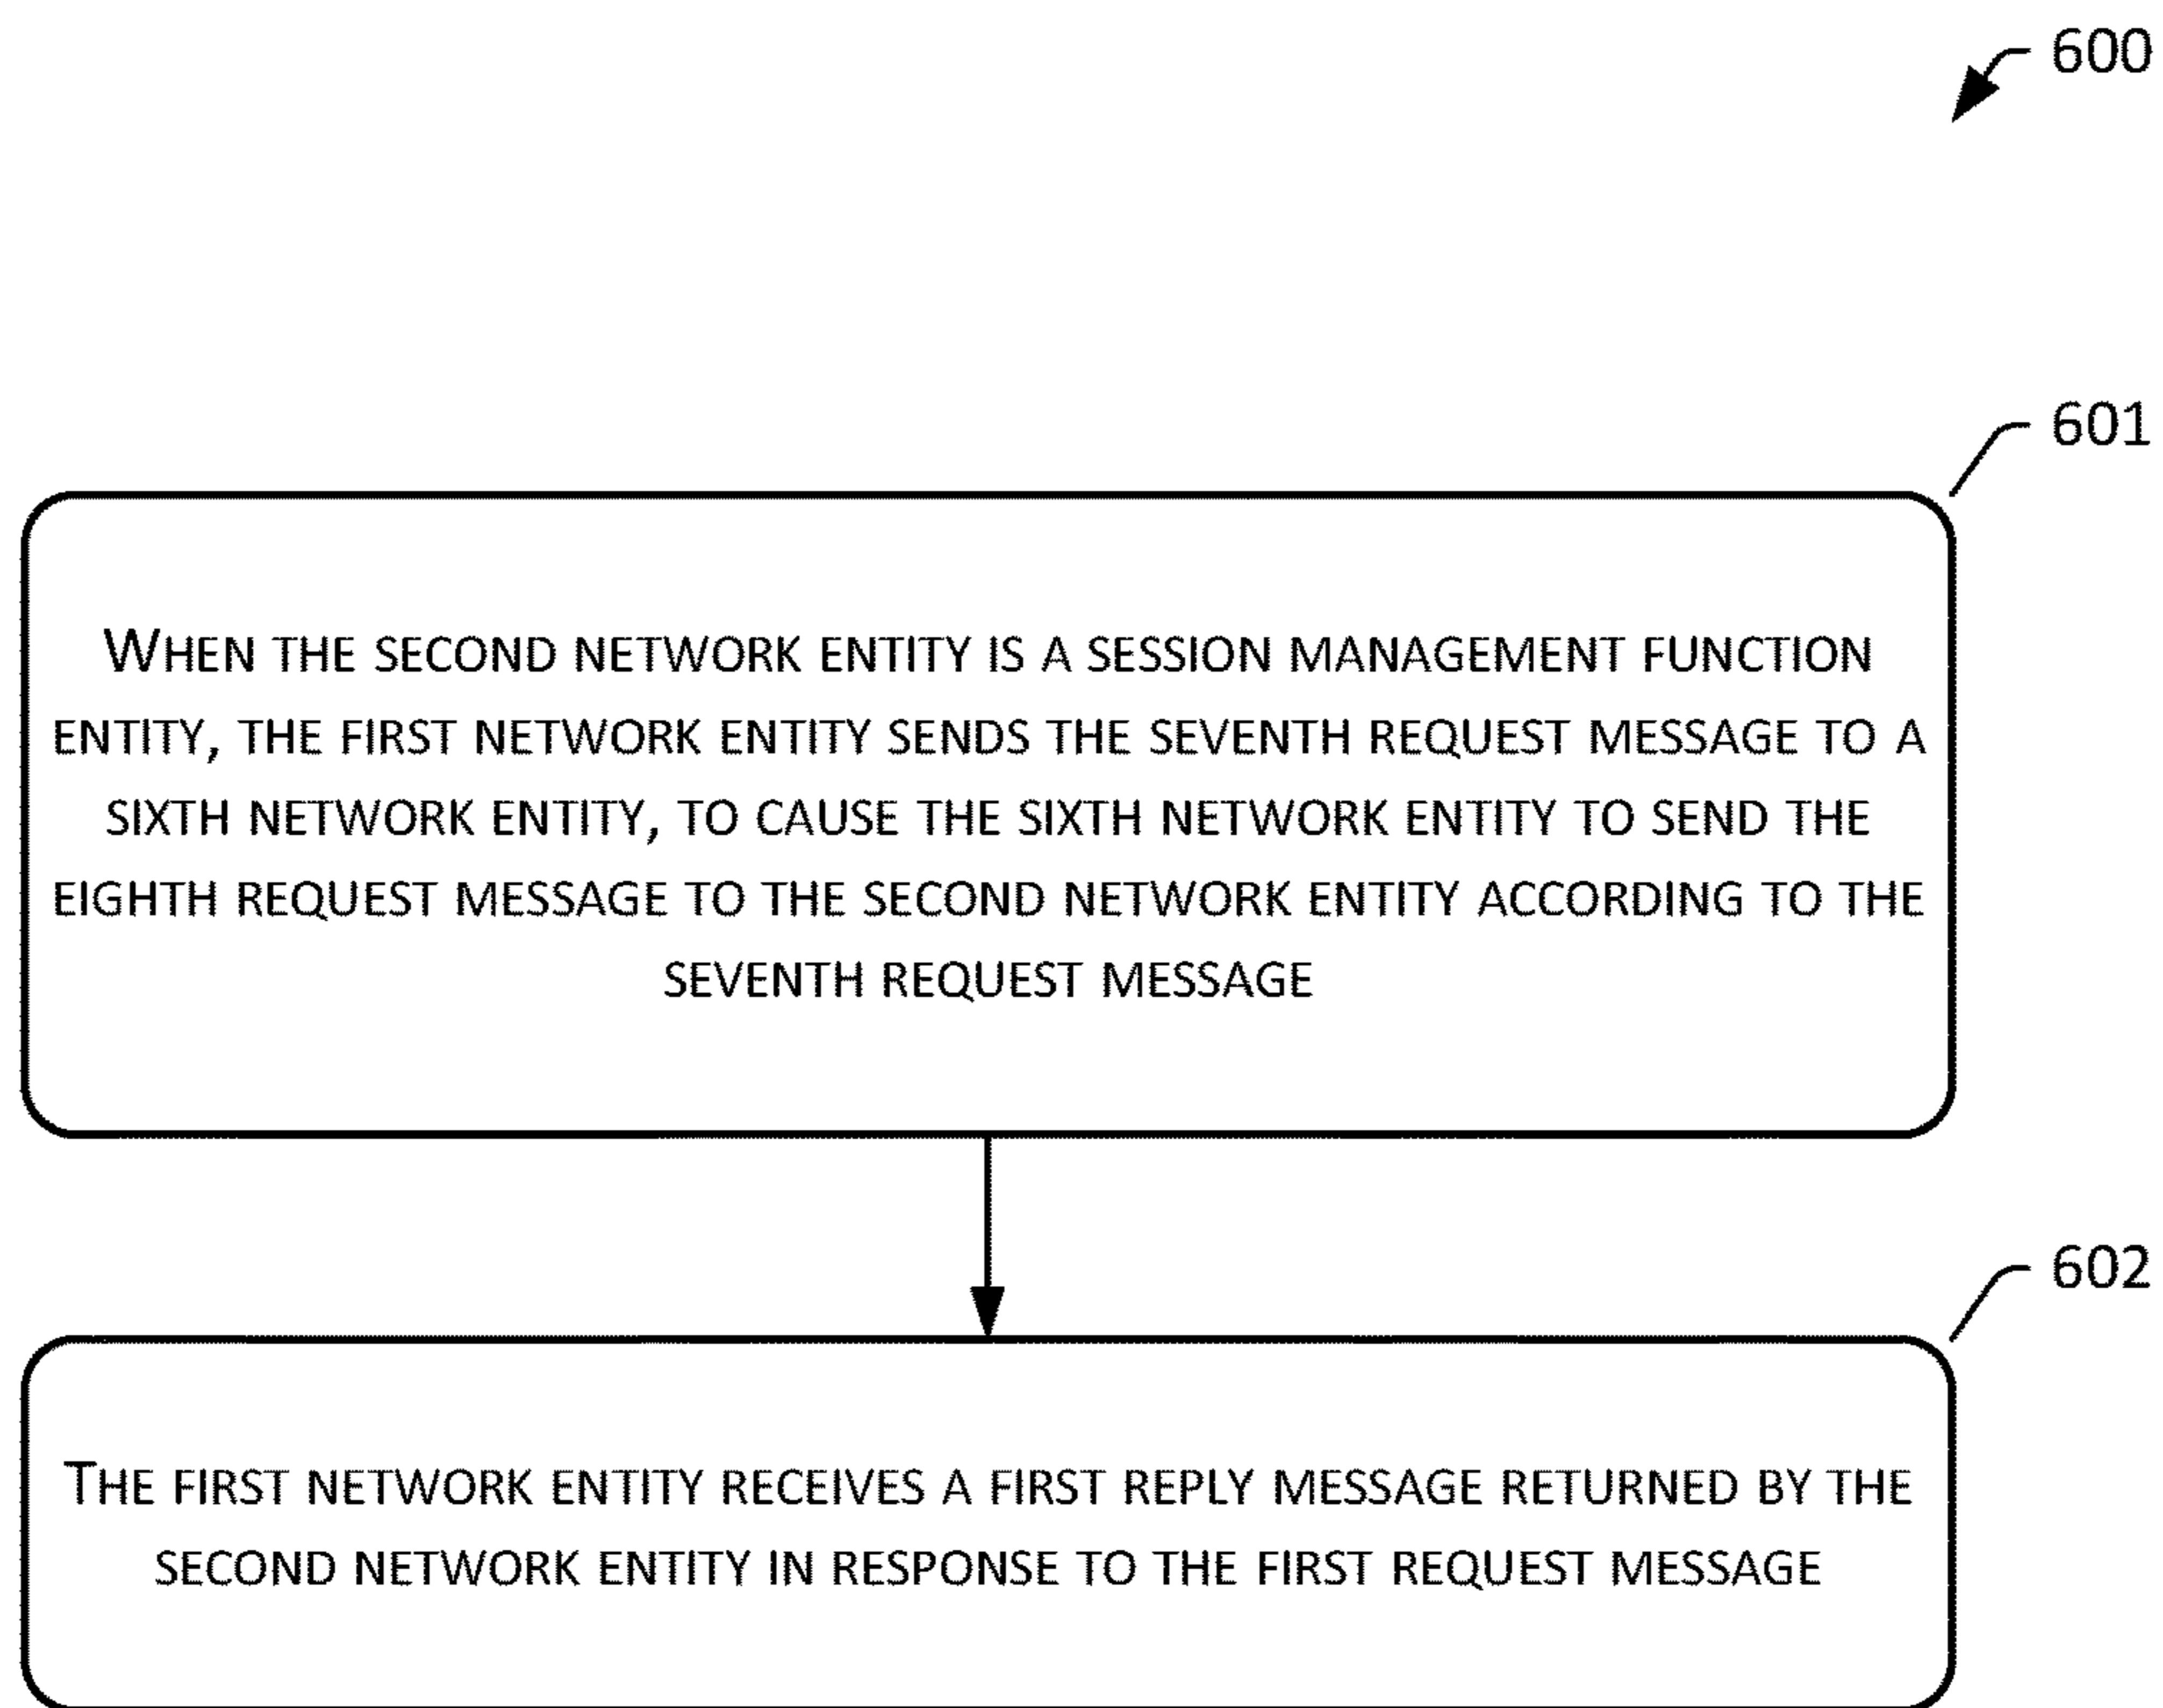 600
601
WHEN THE SECOND NETWORK ENTITY IS A SESSION MANAGEMENT FUNCTION
ENTITY, THE FIRST NETWORK ENTITY SENDS THE SEVENTH REQUEST MESSAGE TO A
SIXTH NETWORK ENTITY, TO CAUSE THE SIXTH NETWORK ENTITY TO SEND THE
EIGHTH REQUEST MESSAGE TO THE SECOND NETWORK ENTITY ACCORDING TO THE
SEVENTH REQUEST MESSAGE
602
THE FIRST NETWORK ENTITY RECEIVES A FIRST REPLY MESSAGE RETURNED BY THE
SECOND NETWORK ENTITY IN RESPONSE TO THE FIRST REQUEST MESSAGE